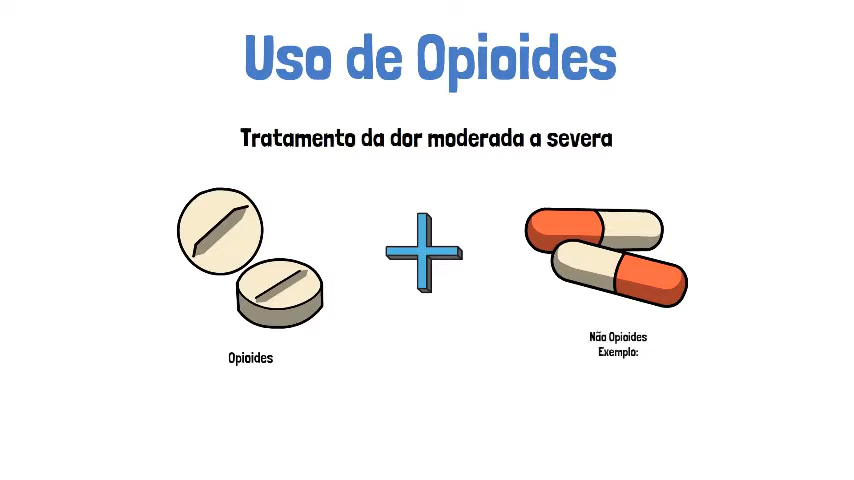 Uso de Opioides
Tratamento da dor moderada a severa
Opioides
Não Opioides
Exemplo: